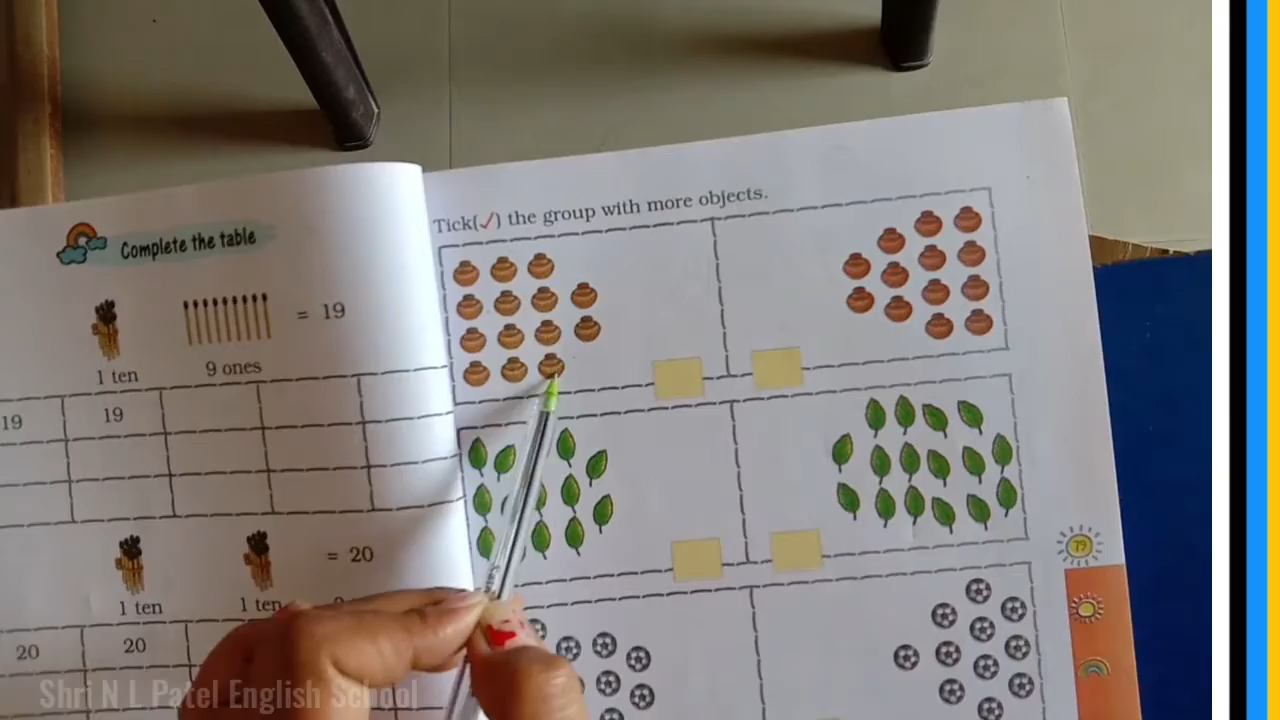 Complete the table
= 19
1 ten
9 ones
19
19
= 20
1 ten
1 ten
20
20
Tick(✓) the group with more objects.
79
Shri N L Patel English School